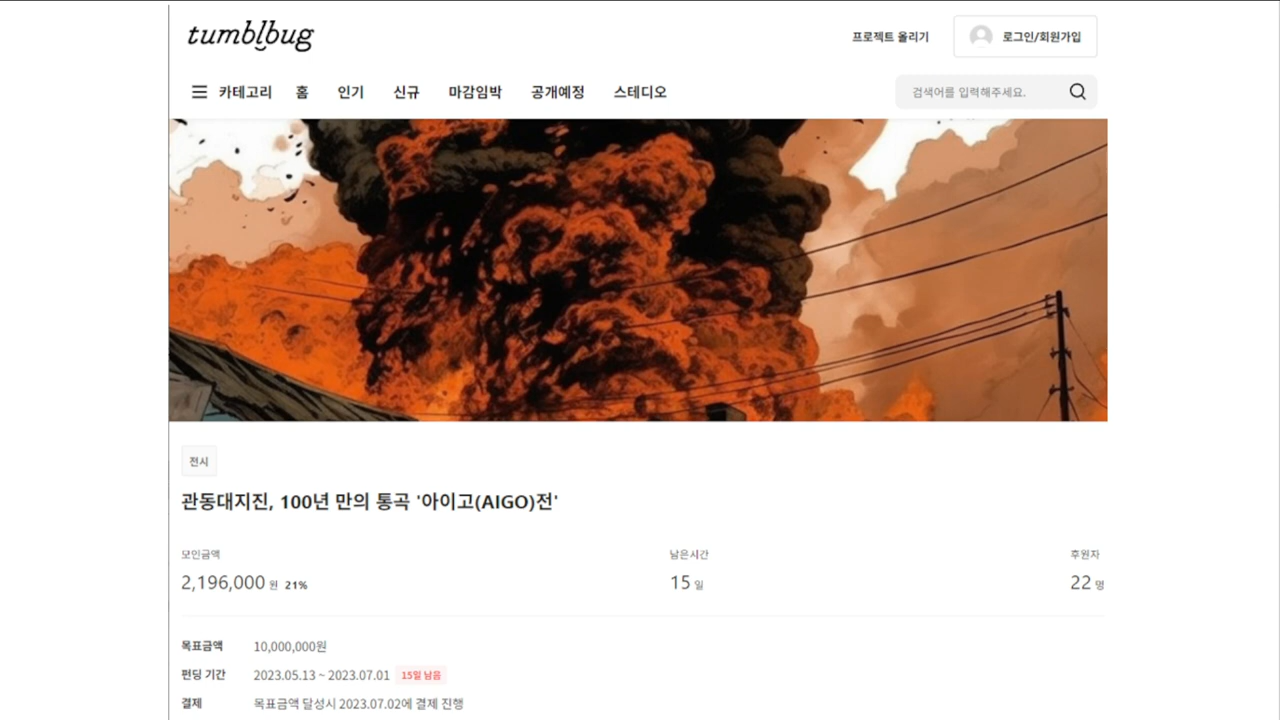 tumblbug
프로젝트 올리기
로그인/회원가입
카테고리 홈 인기 신규 마감임박 공개예정 스테디오
검색어를 입력해주세요.
전시
관동대지진, 100년 만의 통곡 '아이고(AIGO)전'
모인금액 남은시간 후원자
2,196,000 원 21% 15 일 22 명
목표금액 10,000,000원
펀딩 기간 2023.05.13 ~ 2023.07.01 15일 남음
결제 목표금액 달성시 2023.07.02에 결제 진행